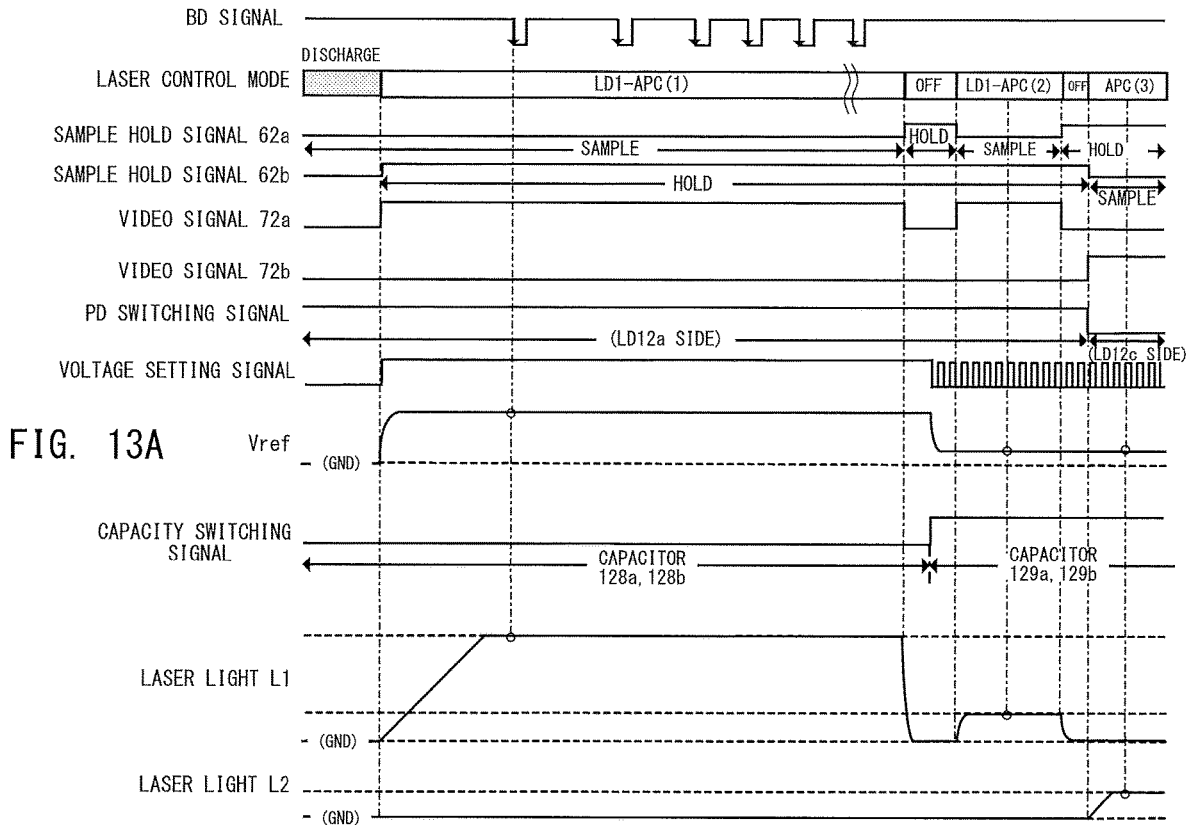 BD SIGNAL
DISCHARGE
LASER CONTROL MODE
LD1-APC(1)
OFF
LD1-APC(2)
OFF
APC(3)
SAMPLE HOLD SIGNAL 62a
SAMPLE
HOLD
SAMPLE
HOLD
SAMPLE HOLD SIGNAL 62b
HOLD
SAMPLE
VIDEO SIGNAL 72a
VIDEO SIGNAL 72b
PD SWITCHING SIGNAL
(LD12a SIDE)
(LD12c SIDE)
VOLTAGE SETTING SIGNAL
FIG. 13A
Vref
(GND)
CAPACITY SWITCHING
SIGNAL
CAPACITOR
128a, 128b
CAPACITOR
129a, 129b
LASER LIGHT L1
(GND)
LASER LIGHT L2
(GND)